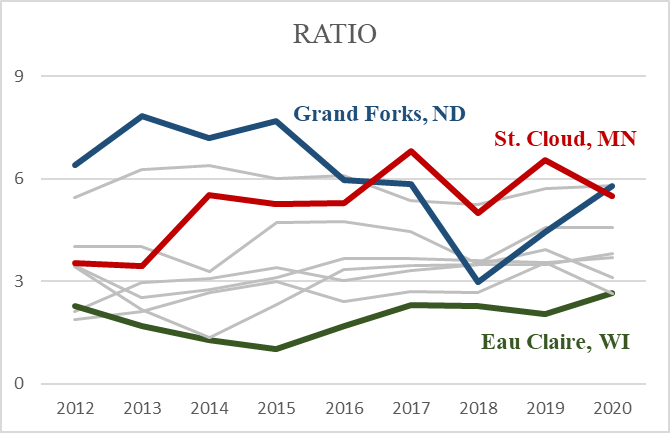 RATIO
9
Grand Forks, ND
St. Cloud, MN
6
3
Eau Claire, WI
0
2012 2013 2014 2015 2016 2017 2018 2019 2020